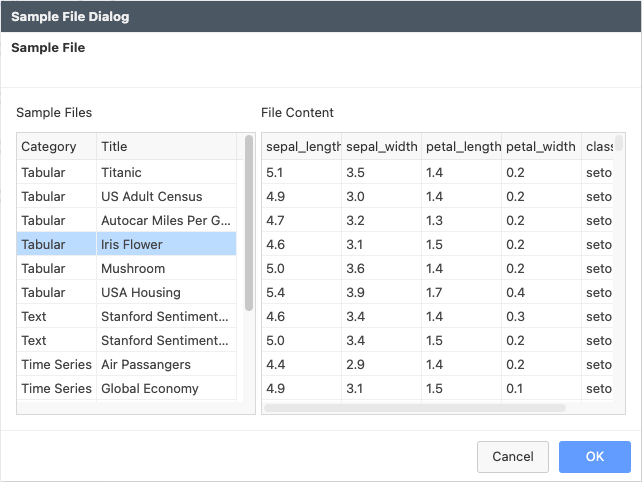 Sample File Dialog
Sample File
Sample Files File Content
Category Title sepal_length sepal_width petal_length petal_width class
Tabular Titanic 5.1 3.5 1.4 0.2 seto
Tabular US Adult Census 4.9 3.0 1.4 0.2 seto
Tabular Autocar Miles Per G... 4.7 3.2 1.3 0.2 seto
Tabular Iris Flower 4.6 3.1 1.5 0.2 seto
Tabular Mushroom 5.0 3.6 1.4 0.2 seto
Tabular USA Housing 5.4 3.9 1.7 0.4 seto
Text Stanford Sentiment... 4.6 3.4 1.4 0.3 seto
Text Stanford Sentiment... 5.0 3.4 1.5 0.2 seto
Time Series Air Passangers 4.4 2.9 1.4 0.2 seto
Time Series Global Economy 4.9 3.1 1.5 0.1 seto
Cancel OK